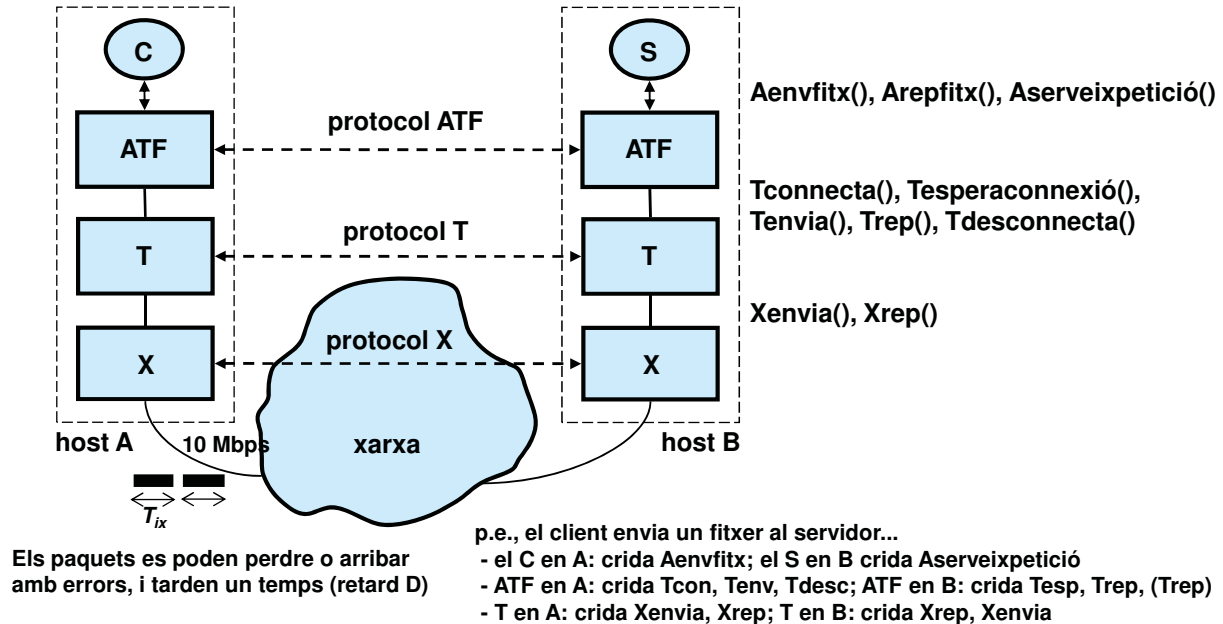 C
S
Aenvfitx(), Arepfitx(), Aserveixpetició()
protocol ATF
ATF
ATF
Tconnecta(), Tesperaconnexió(),
Tenvia(), Trep(), Tdesconnecta()
protocol T
T
T
Xenvia(), Xrep()
protocol X
X
X
host A
10 Mbps
xarxa
host B
Tix
Els paquets es poden perdre o arribar
amb errors, i tarden un temps (retard D)
p.e., el client envia un fitxer al servidor...
- el C en A: crida Aenvfitx; el S en B crida Aserveixpetició
- ATF en A: crida Tcon, Tenv, Tdesc; ATF en B: crida Tesp, Trep, (Trep)
- T en A: crida Xenvia, Xrep; T en B: crida Xrep, Xenvia